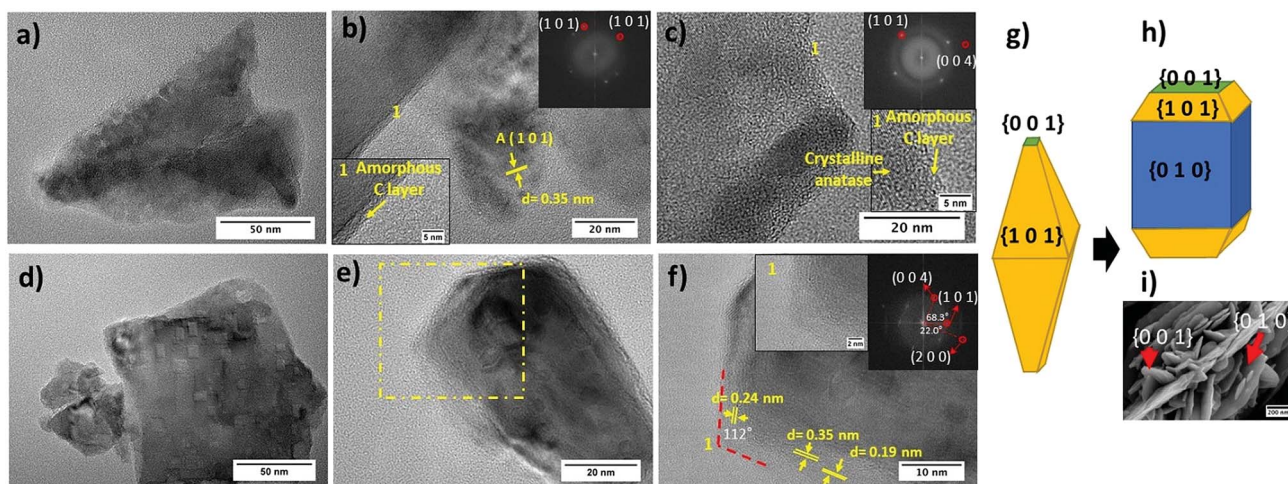 a)
50 nm
b)
(1 0 1)
1
A (1 0 1)
d= 0.35 nm
1 Amorphous
C layer
5 nm
20 nm
c)
(1 0 1)
(0 0 4)
1
1 Amorphous
C layer
Crystalline
anatase
5 nm
20 nm
d)
50 nm
e)
20 nm
f)
1
2 nm
(0 0 4)
(1 0 1)
68.3°
22.0°
(2 0 0)
d= 0.24 nm
112°
1
d= 0.35 nm
d= 0.19 nm
10 nm
g)
{0 0 1}
{1 0 1}
h)
{0 0 1}
{1 0 1}
{0 1 0}
i)
{0 0 1}
{0 1 0}
200 nm